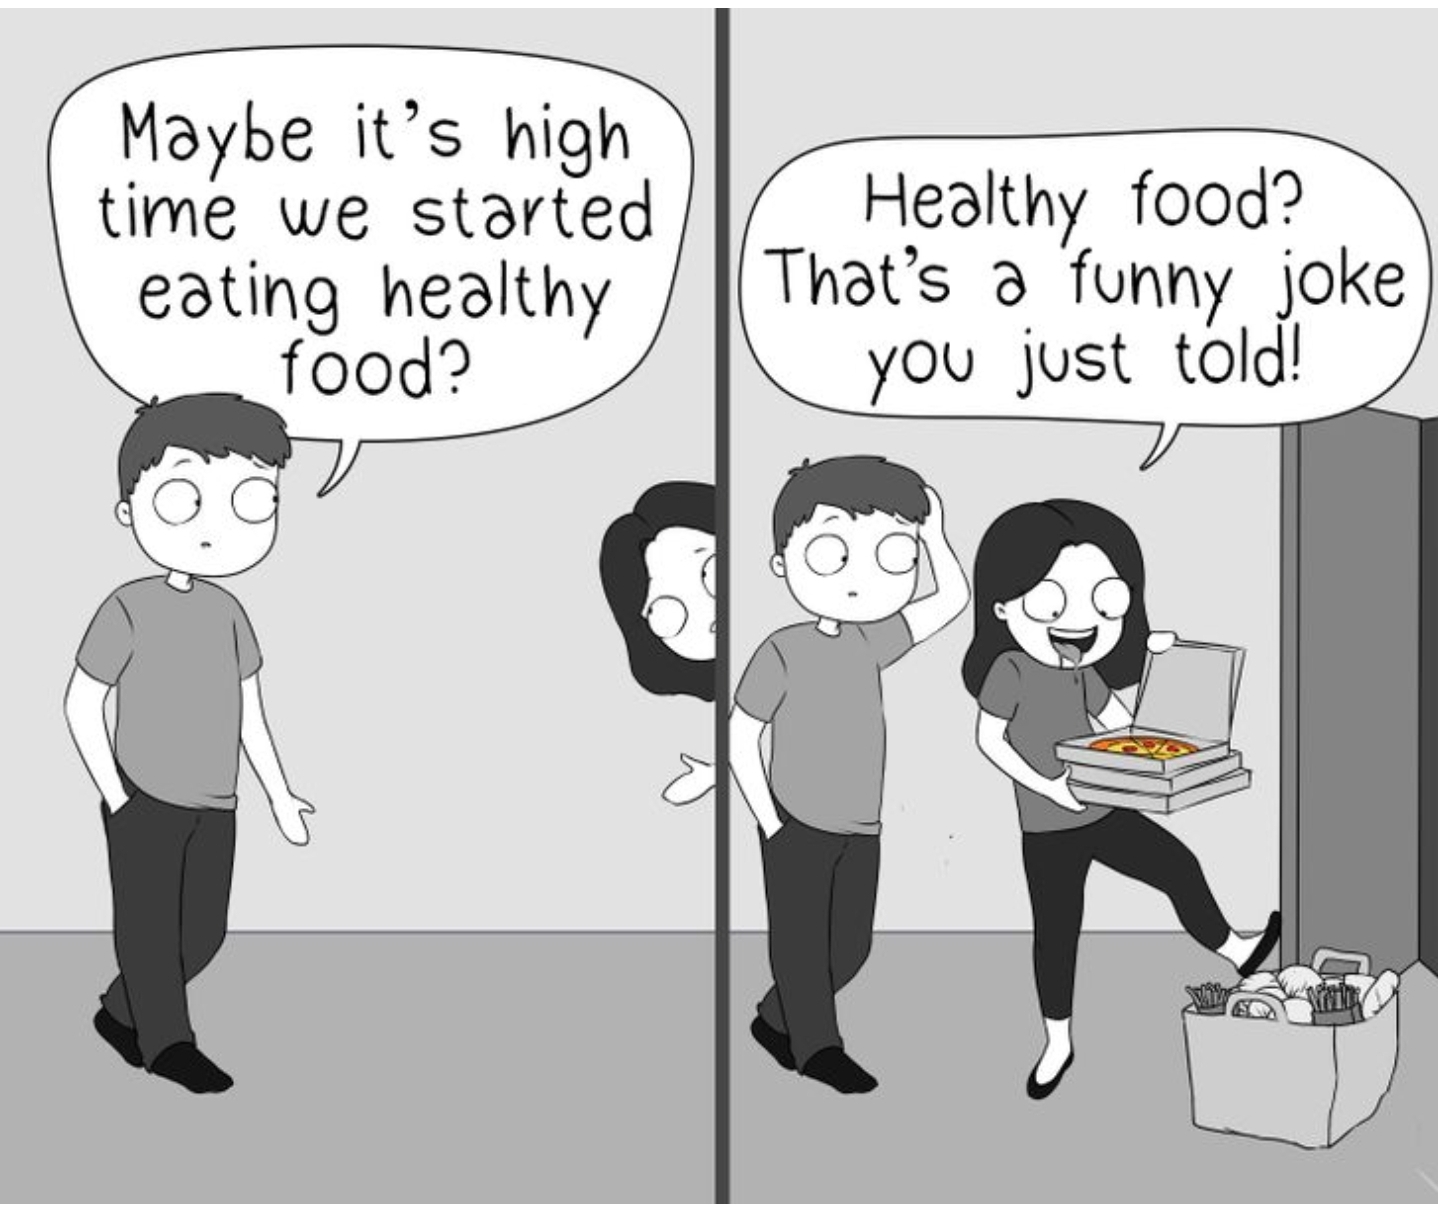 Maybe it's high
time we started
eating healthy
food?
Healthy food?
That's a funny joke
you just told!